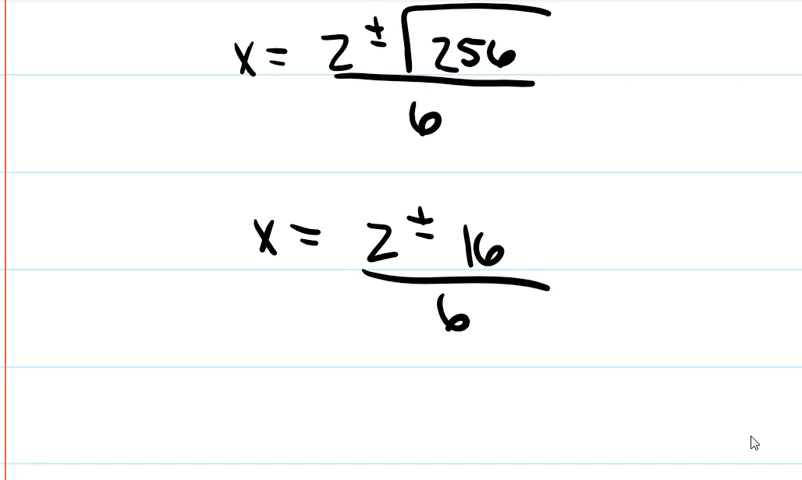 x = 2 ± √256
6
x = 2 ± 16
6